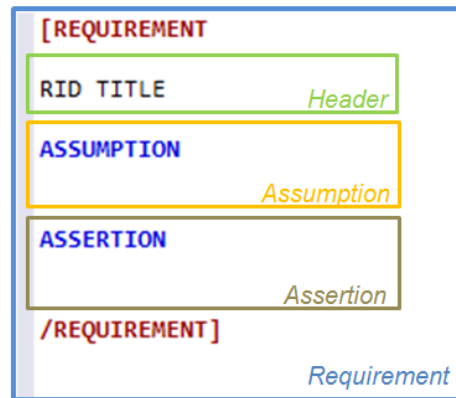 [REQUIREMENT
RID TITLE
Header
ASSUMPTION
Assumption
ASSERTION
Assertion
/REQUIREMENT]
Requirement